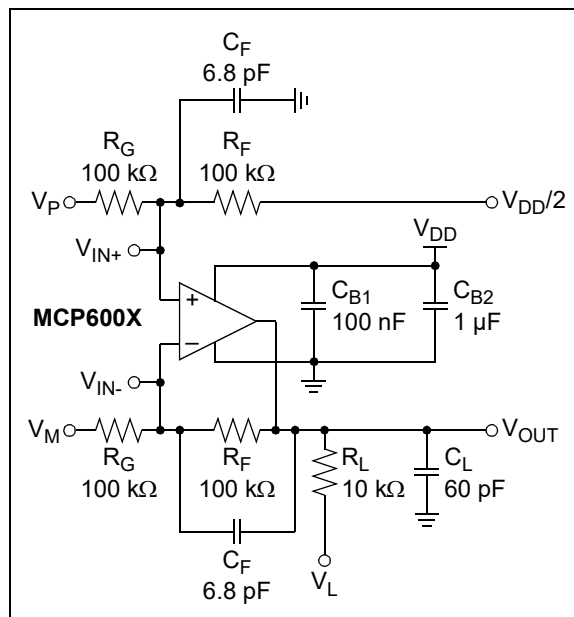 C_F
6.8 pF
R_G
100 kΩ
R_F
100 kΩ
V_P
V_DD/2
V_IN+
V_DD
MCP600X
+
−
C_B1
100 nF
C_B2
1 µF
V_IN-
V_M
R_G
100 kΩ
R_F
100 kΩ
V_OUT
R_L
10 kΩ
C_L
60 pF
C_F
6.8 pF
V_L